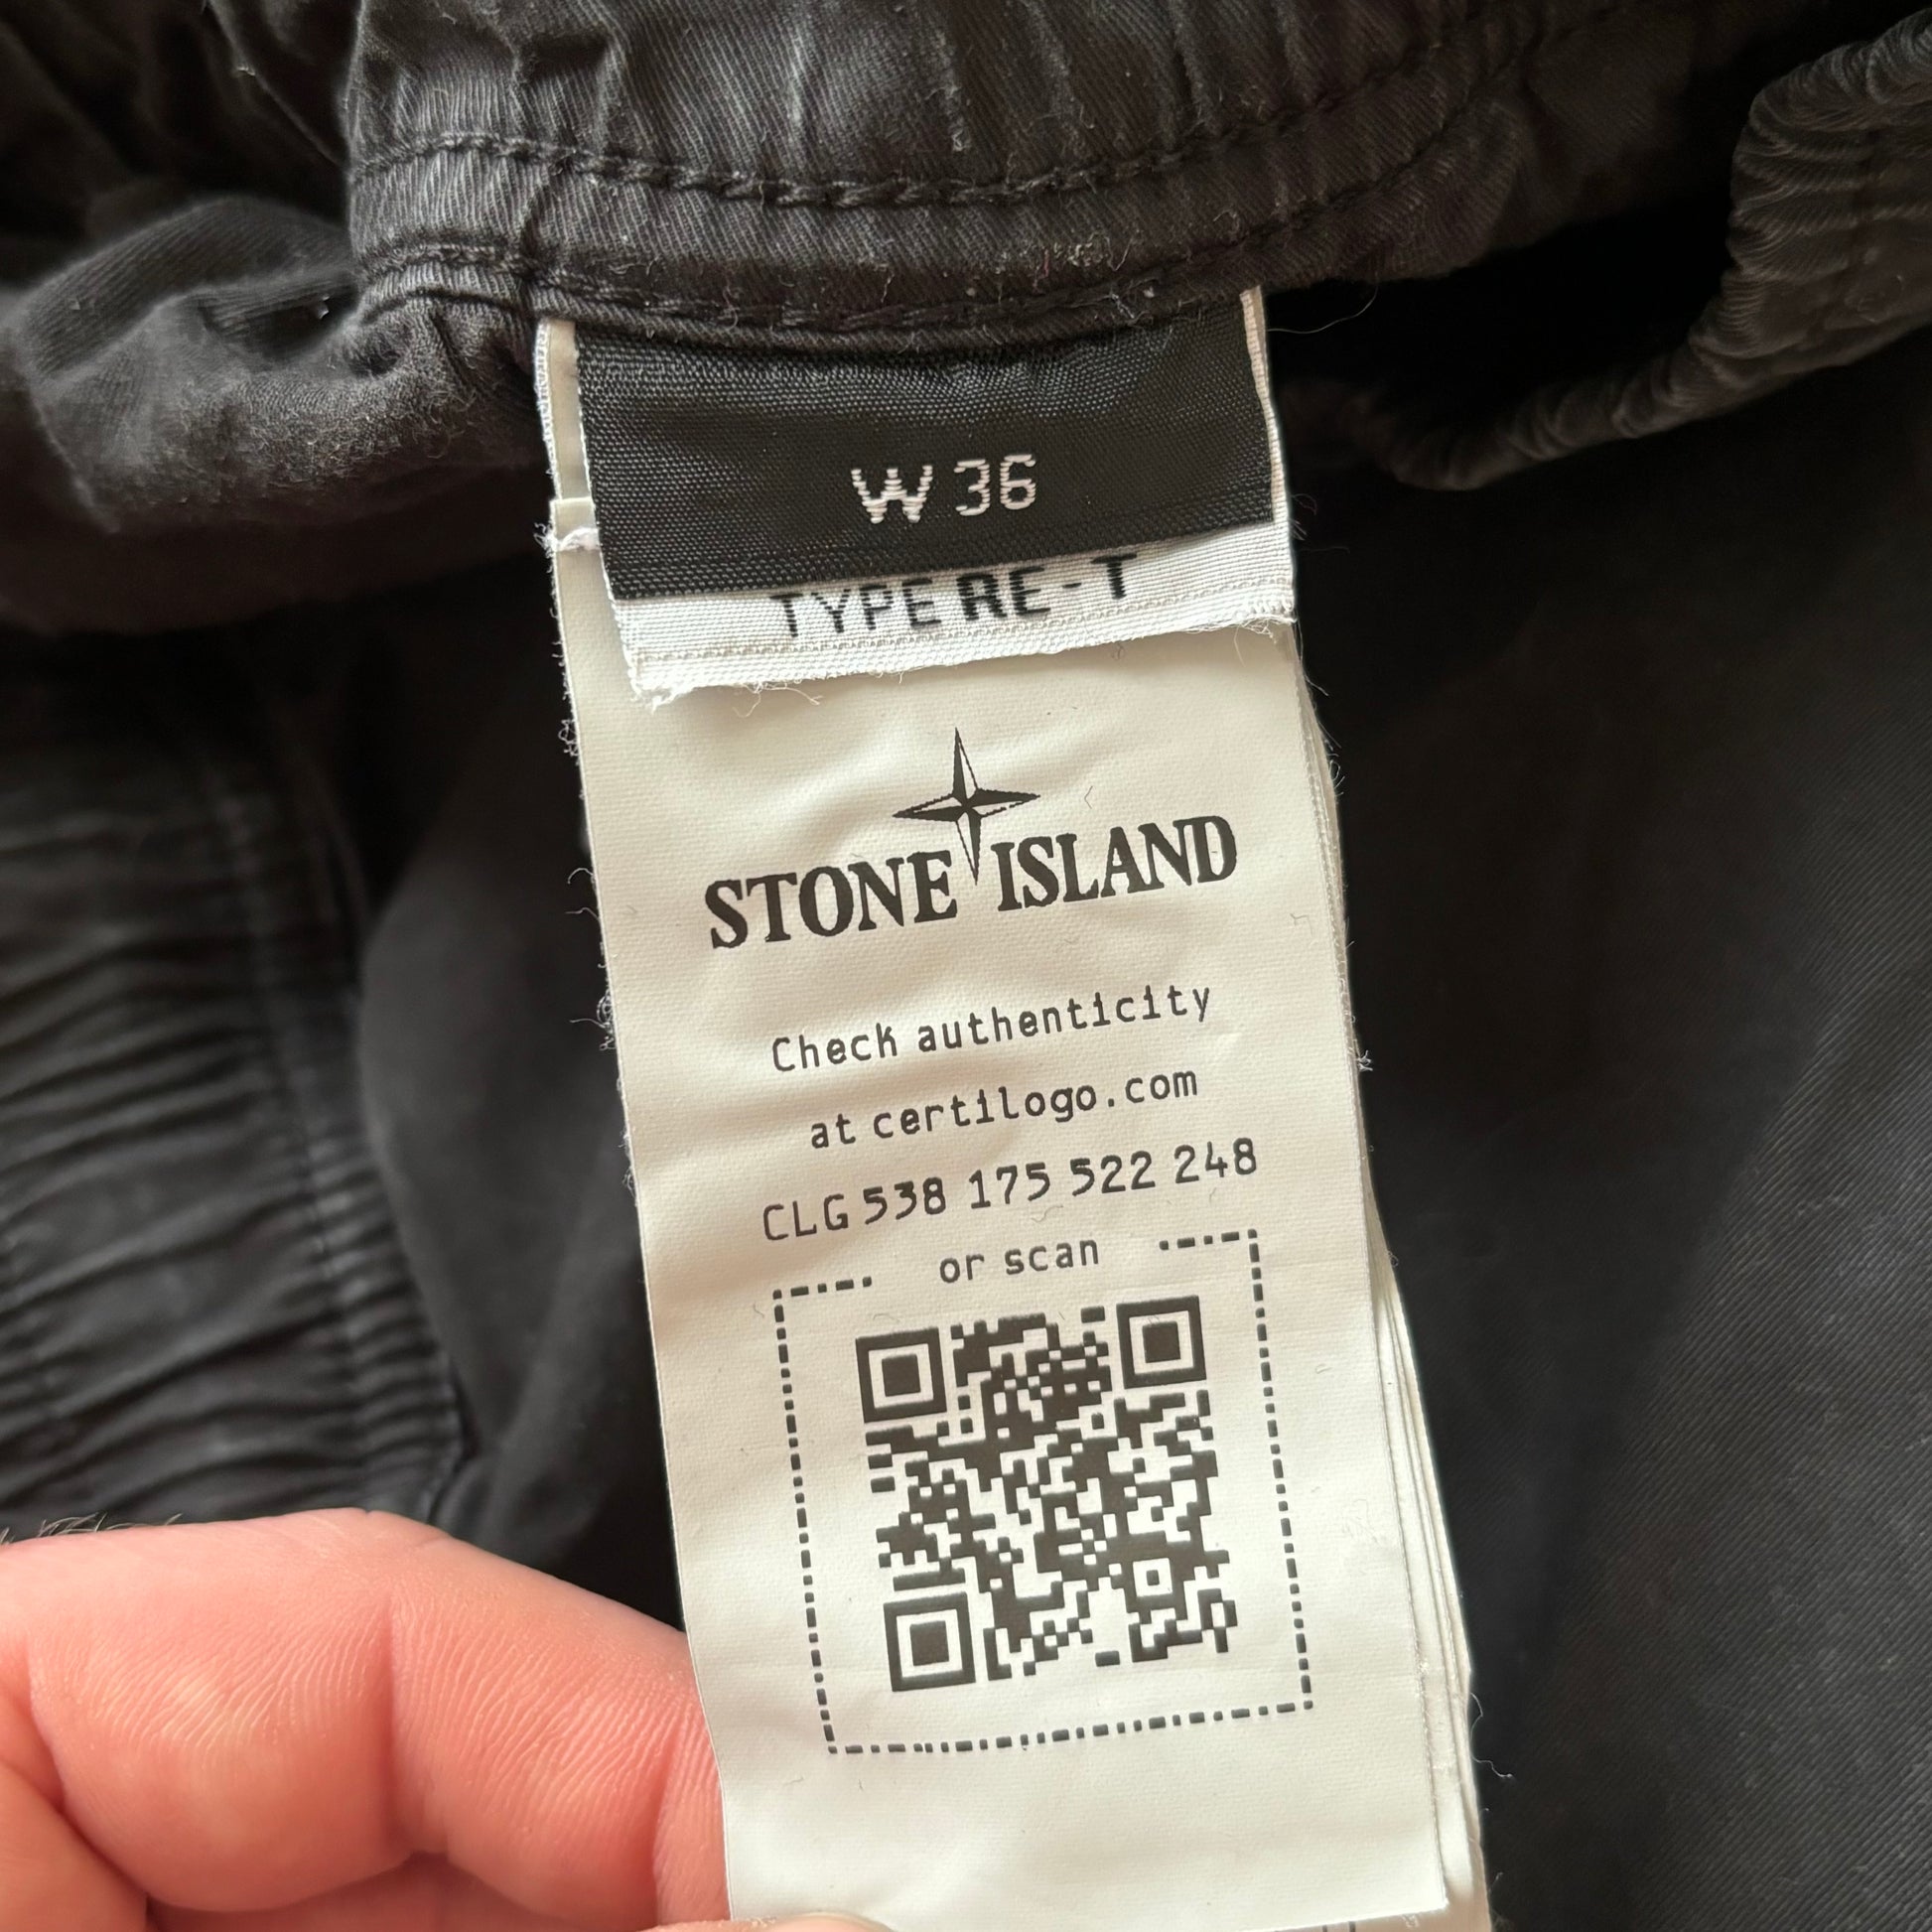 W 36
TYPE RE-T
STONE ISLAND
Check authenticity
at certilogo.com
CLG 538 175 522 248
or scan